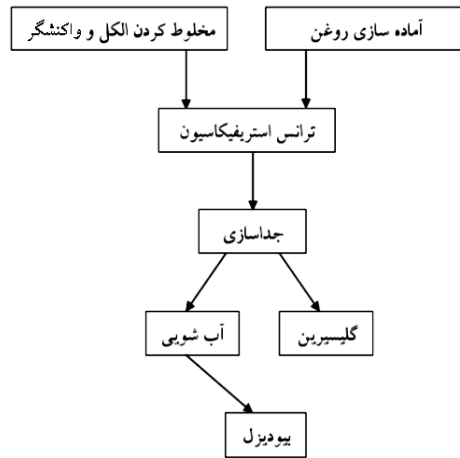 آماده سازی روغن
مخلوط کردن الکل و واکنشگر
ترانس استریفیکاسیون
جداسازی
گلیسیرین
آب شویی
بیودیزل